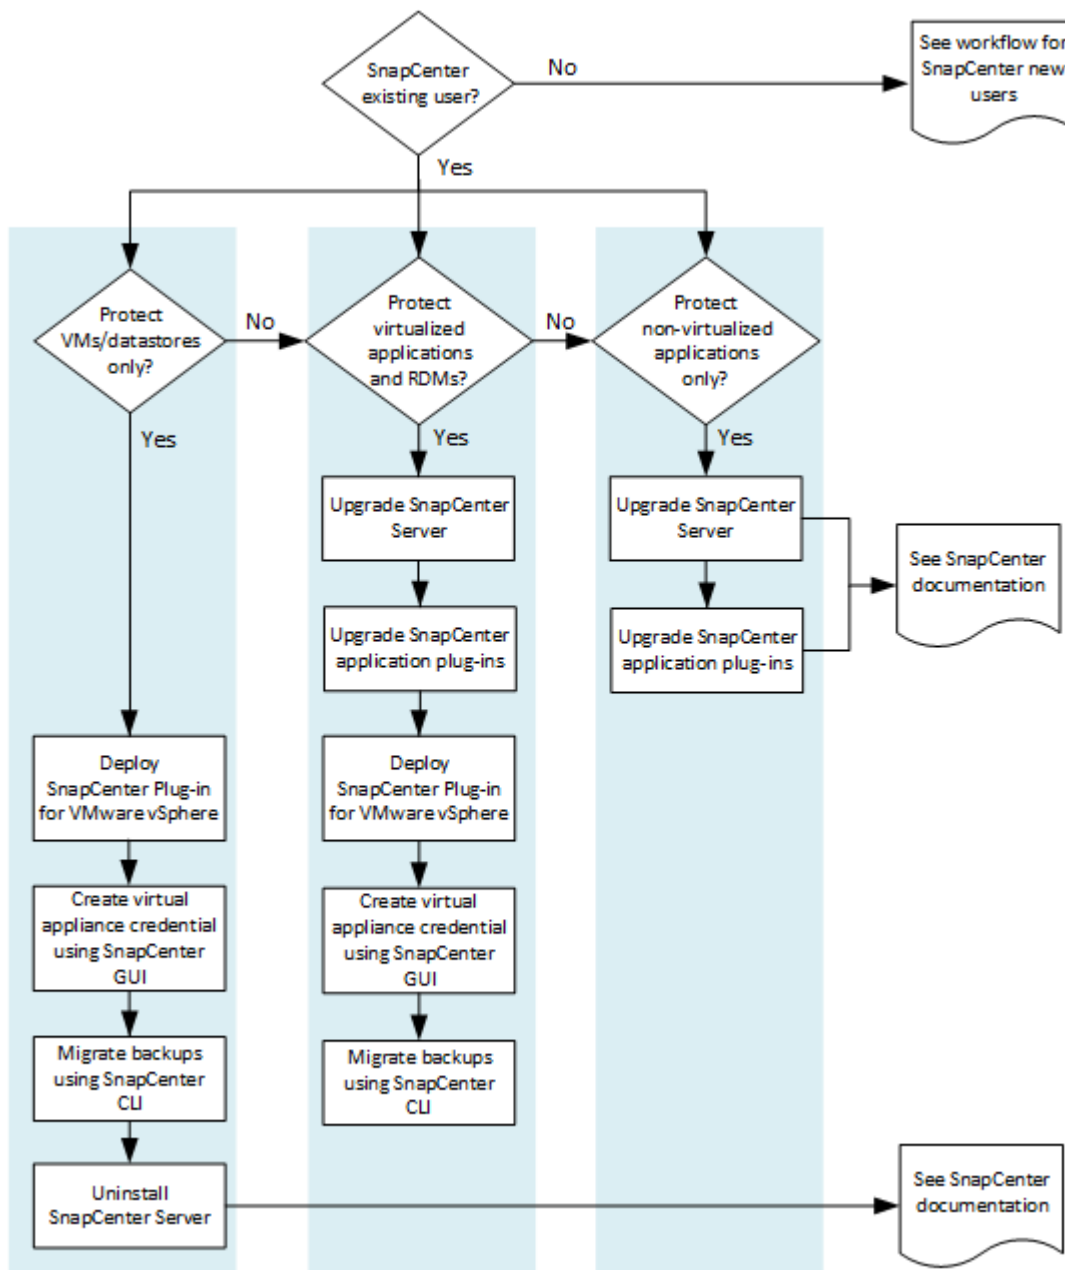 SnapCenter
existing user?
No
See workflow for
SnapCenter new
users
Yes
Protect
VMs/datastores
only?
No
Protect
virtualized
applications
and RDMs?
No
Protect
non-virtualized
applications
only?
Yes
Yes
Yes
Upgrade SnapCenter
Server
Upgrade SnapCenter
Server
See SnapCenter
documentation
Upgrade SnapCenter
application plug-ins
Upgrade SnapCenter
application plug-ins
Deploy
SnapCenter Plug-in
for VMware vSphere
Deploy
SnapCenter Plug-in
for VMware vSphere
Create virtual
appliance credential
using SnapCenter
GUI
Create virtual
appliance credential
using SnapCenter
GUI
Migrate backups
using SnapCenter
CLI
Migrate backups
using SnapCenter
CLI
Uninstall
SnapCenter Server
See SnapCenter
documentation